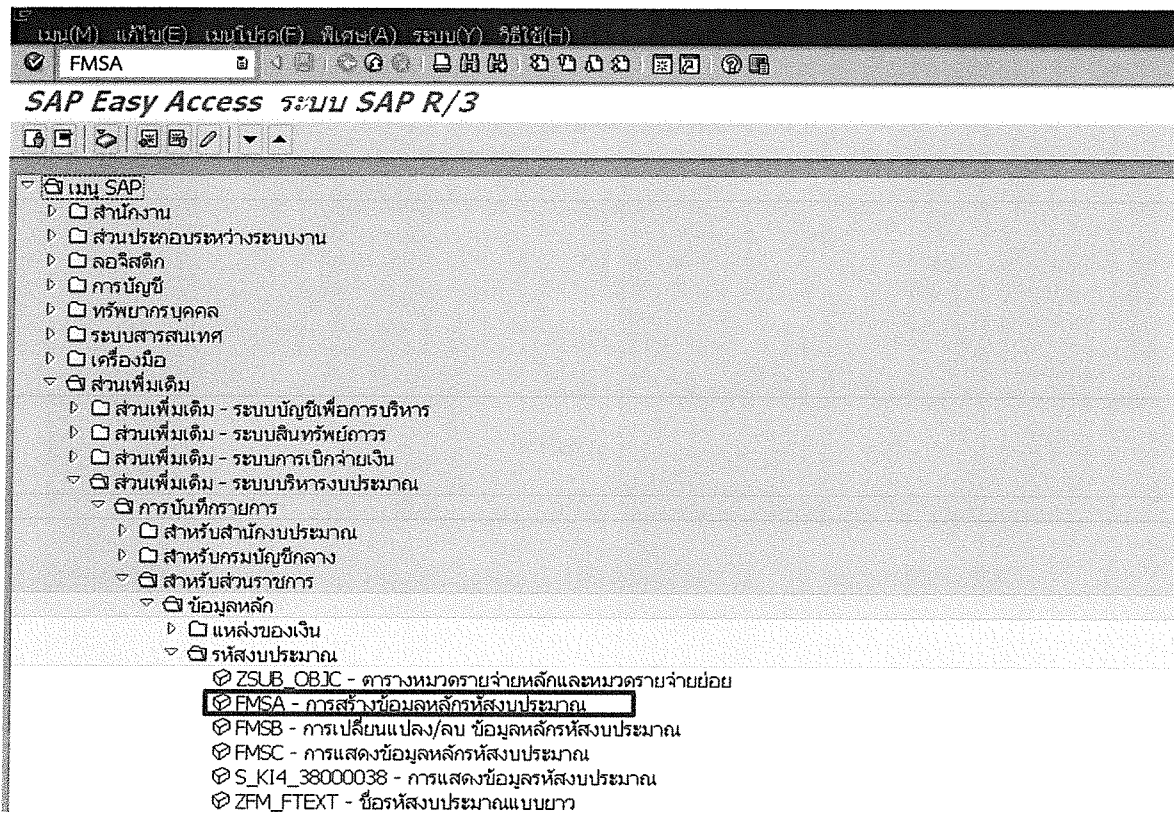 เมนู(M) แก้ไข(E) เมนูโปรด(F) พิเศษ(A) ระบบ(Y) วิธีใช้(H)
FMSA
SAP Easy Access ระบบ SAP R/3
เมนู SAP
สำนักงาน
ส่วนประกอบระหว่างระบบงาน
ลอจิสติก
การบัญชี
ทรัพยากรบุคคล
ระบบสารสนเทศ
เครื่องมือ
ส่วนเพิ่มเติม
ส่วนเพิ่มเติม - ระบบบัญชีเพื่อการบริหาร
ส่วนเพิ่มเติม - ระบบสินทรัพย์ถาวร
ส่วนเพิ่มเติม - ระบบการเบิกจ่ายเงิน
ส่วนเพิ่มเติม - ระบบบริหารงบประมาณ
การบันทึกรายการ
สำหรับสำนักงบประมาณ
สำหรับกรมบัญชีกลาง
สำหรับส่วนราชการ
ข้อมูลหลัก
แหล่งของเงิน
รหัสงบประมาณ
ZSUB_OBJC - ตารางหมวดรายจ่ายหลักและหมวดรายจ่ายย่อย
FMSA - การสร้างข้อมูลหลักรหัสงบประมาณ
FMSB - การเปลี่ยนแปลง/ลบ ข้อมูลหลักรหัสงบประมาณ
FMSC - การแสดงข้อมูลหลักรหัสงบประมาณ
S_KI4_38000038 - การแสดงข้อมูลรหัสงบประมาณ
ZFM_FTEXT - ชื่อรหัสงบประมาณแบบยาว